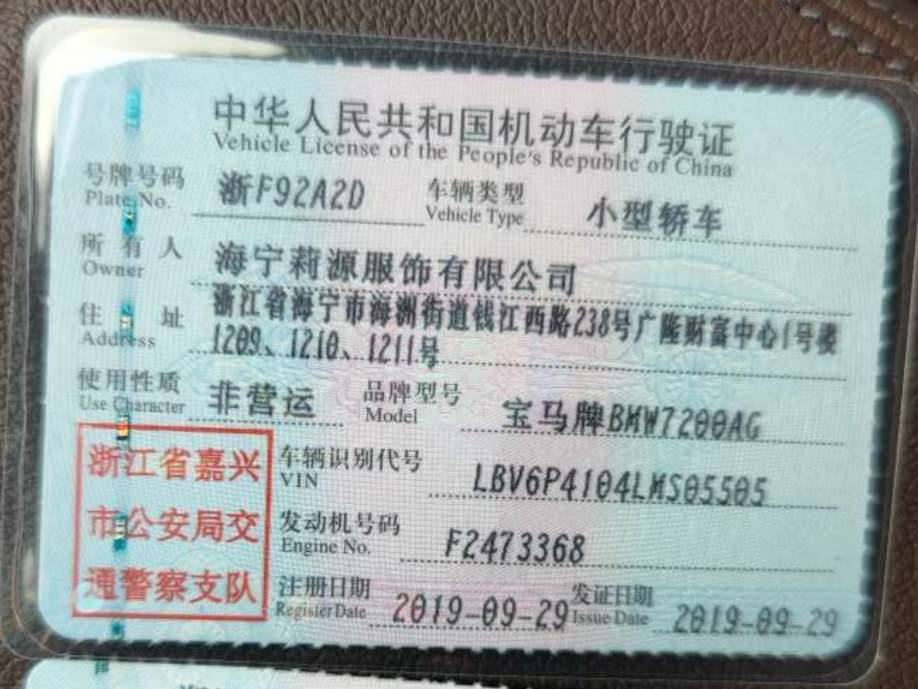 中华人民共和国机动车行驶证
Vehicle License of the People's Republic of China
号牌号码 浙F92A2D 车辆类型 小型轿车
Plate No. Vehicle Type
所有人 海宁莉源服饰有限公司
Owner
住址 浙江省海宁市海洲街道钱江西路238号广隆财富中心1号楼
Address 1209、1210、1211号
使用性质 非营运 品牌型号 宝马牌BMW7200AG
Use Character Model
浙江省嘉兴
市公安局交
通警察支队
车辆识别代号 LBV6P4104LMS05505
VIN
发动机号码 F2473368
Engine No.
注册日期 2019-09-29 发证日期 2019-09-29
Register Date Issue Date